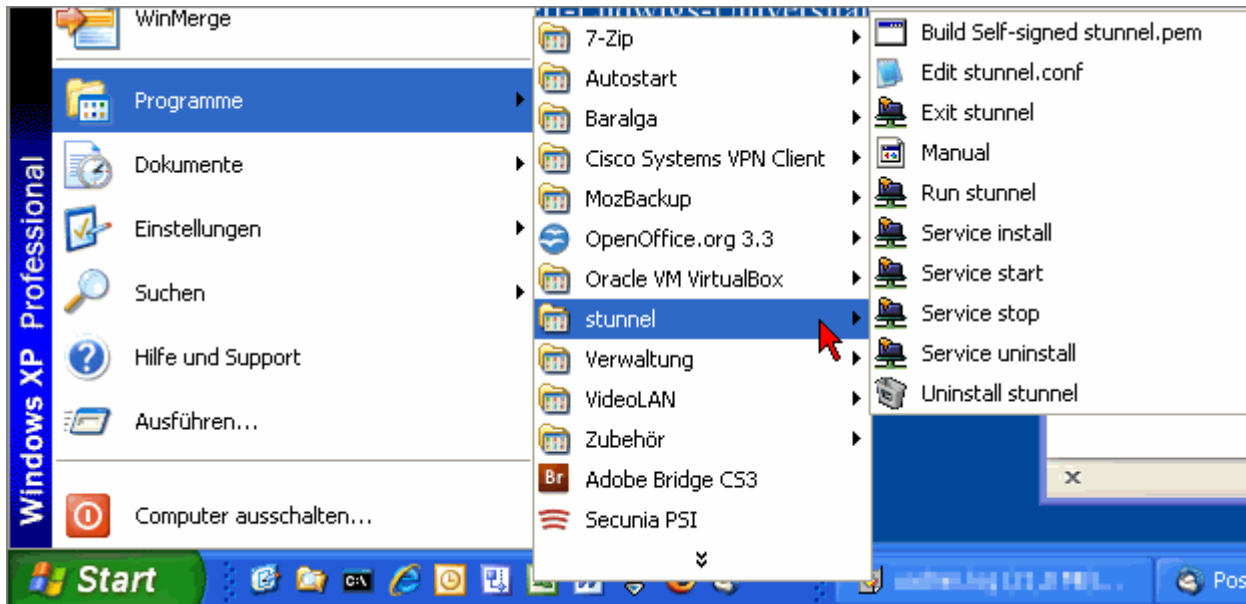 WinMerge
Programme
Dokumente
Einstellungen
Suchen
Hilfe und Support
Ausführen...
Computer ausschalten...
Windows XP Professional
7-Zip
Autostart
Baralga
Cisco Systems VPN Client
MozBackup
OpenOffice.org 3.3
Oracle VM VirtualBox
stunnel
Verwaltung
VideoLAN
Zubehör
Br Adobe Bridge CS3
Secunia PSI
Build Self-signed stunnel.pem
Edit stunnel.conf
Exit stunnel
Manual
Run stunnel
Service install
Service start
Service stop
Service uninstall
Uninstall stunnel
Start
Pos